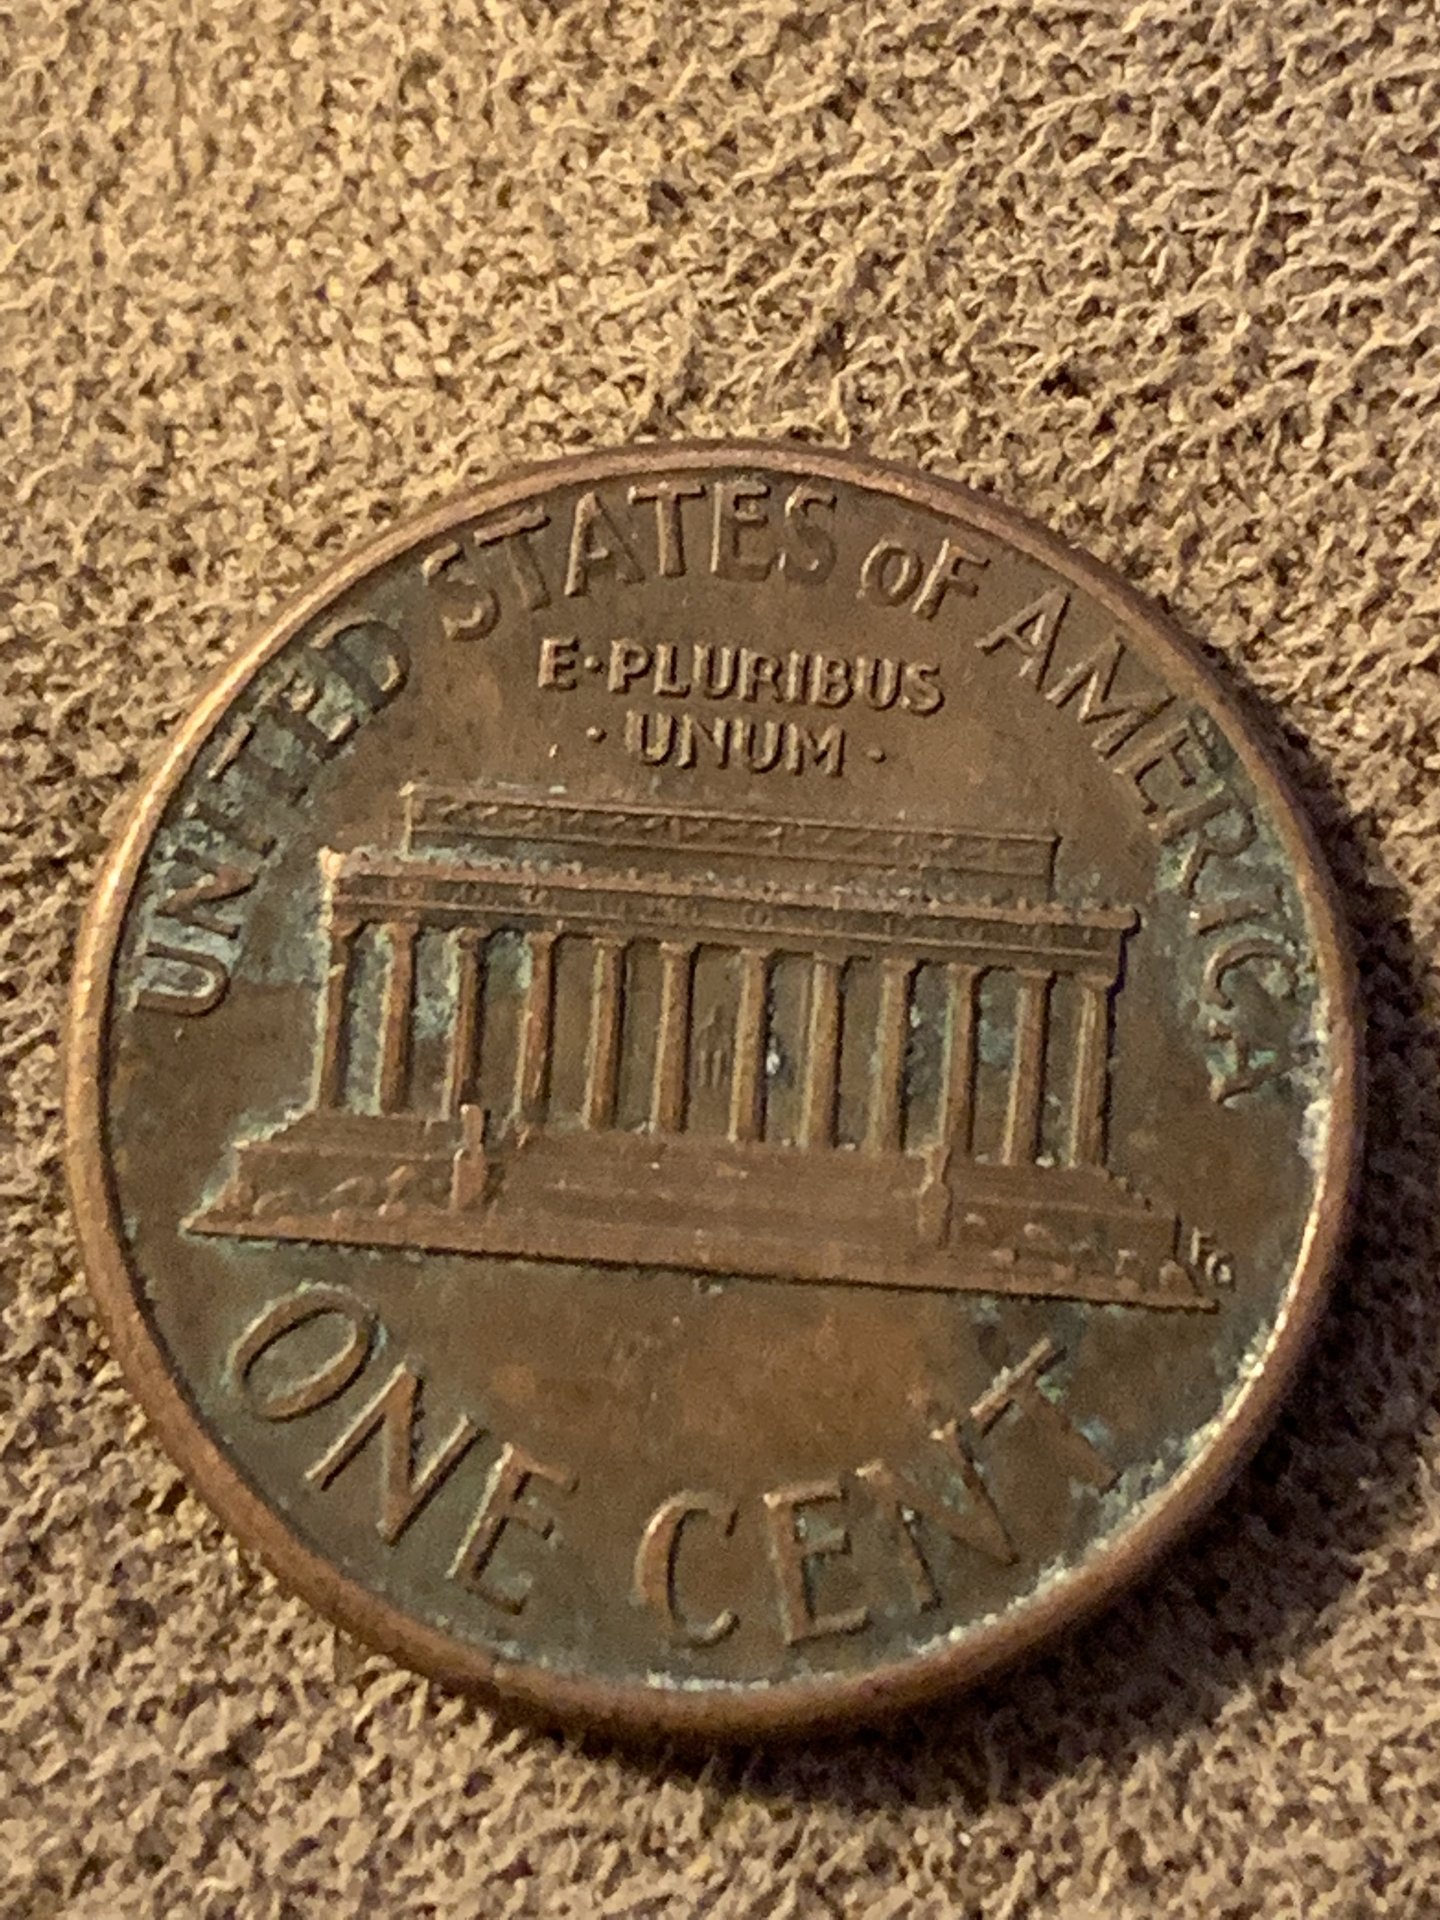 UNITED STATES OF AMERICA
E·PLURIBUS
·UNUM·
FG
ONE CENT